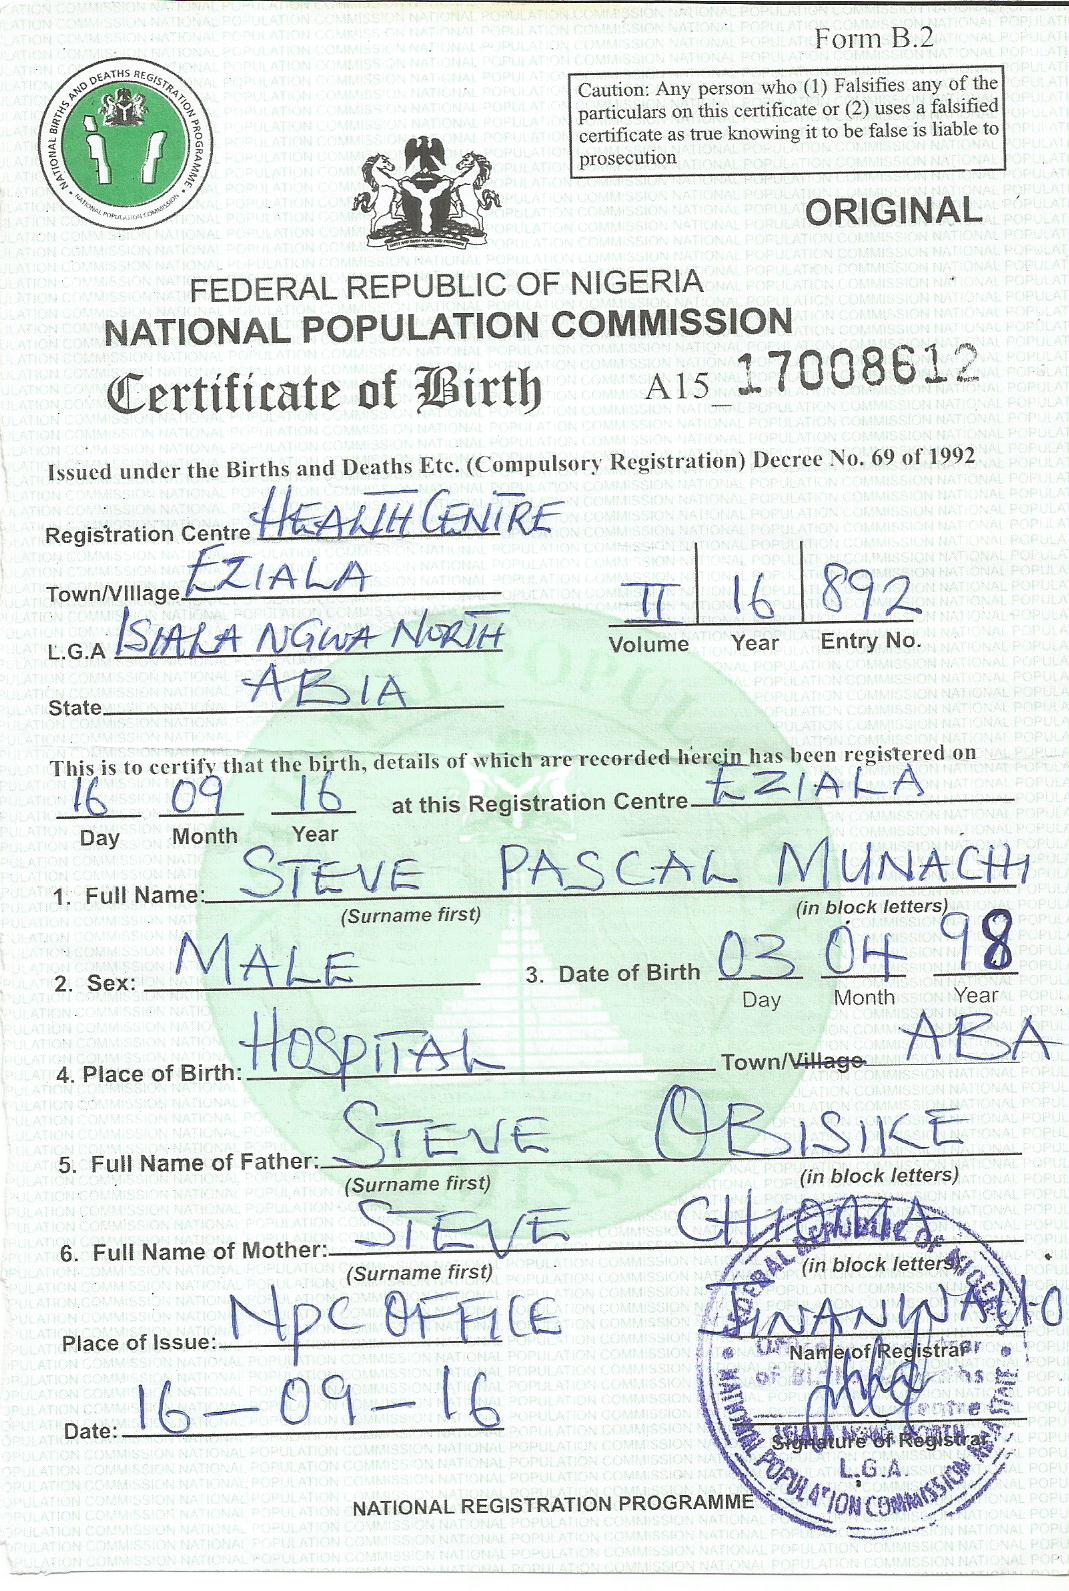 Form B.2
NATIONAL BIRTHS AND DEATHS REGISTRATION PROGRAMME
NATIONAL POPULATION COMMISSION
Caution: Any person who (1) Falsifies any of the
particulars on this certificate or (2) uses a falsified
certificate as true knowing it to be false is liable to
prosecution
ORIGINAL
FEDERAL REPUBLIC OF NIGERIA
NATIONAL POPULATION COMMISSION
Certificate of Birth A15_17008612
Issued under the Births and Deaths Etc. (Compulsory Registration) Decree No. 69 of 1992
Registration Centre HEALTH CENTRE
Town/Village EZIALA
II 16 892
Volume Year Entry No.
L.G.A ISIALA NGWA NORTH
State ABIA
This is to certify that the birth, details of which are recorded herein has been registered on
16 09 16 at this Registration Centre EZIALA
Day Month Year
1. Full Name: STEVE PASCAL MUNACHI
(Surname first) (in block letters)
2. Sex: MALE 3. Date of Birth 03 04 98
Day Month Year
4. Place of Birth: HOSPITAL Town/Village ABA
5. Full Name of Father: STEVE OBISIKE
(Surname first) (in block letters)
6. Full Name of Mother: STEVE CHIOMA
(Surname first) (in block letters)
Place of Issue: NPC OFFICE
Name of Registrar
Date: 16-09-16
Signature of Registrar
FEDERAL REPUBLIC OF NIGERIA
NATIONAL POPULATION COMMISSION ABIA STATE
ISIALA NGWA NORTH
L.G.A.
NATIONAL REGISTRATION PROGRAMME